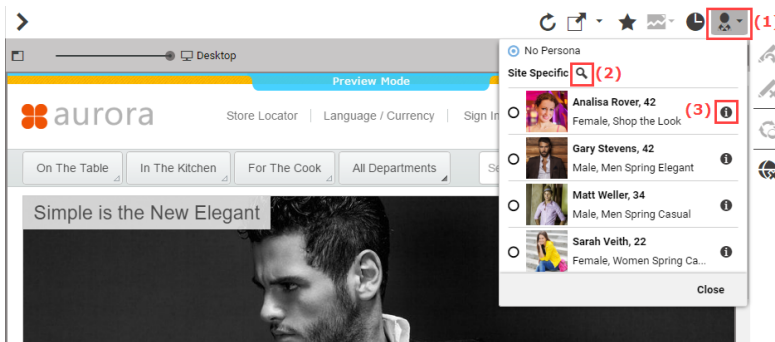 (1)
Desktop
No Persona
Site Specific (2)
Preview Mode
aurora
Store Locator | Language / Currency | Sign In
Analisa Rover, 42
Female, Shop the Look
(3)
Gary Stevens, 42
Male, Men Spring Elegant
On The Table
In The Kitchen
For The Cook
All Departments
Matt Weller, 34
Male, Men Spring Casual
Simple is the New Elegant
Sarah Veith, 22
Female, Women Spring Ca...
Close